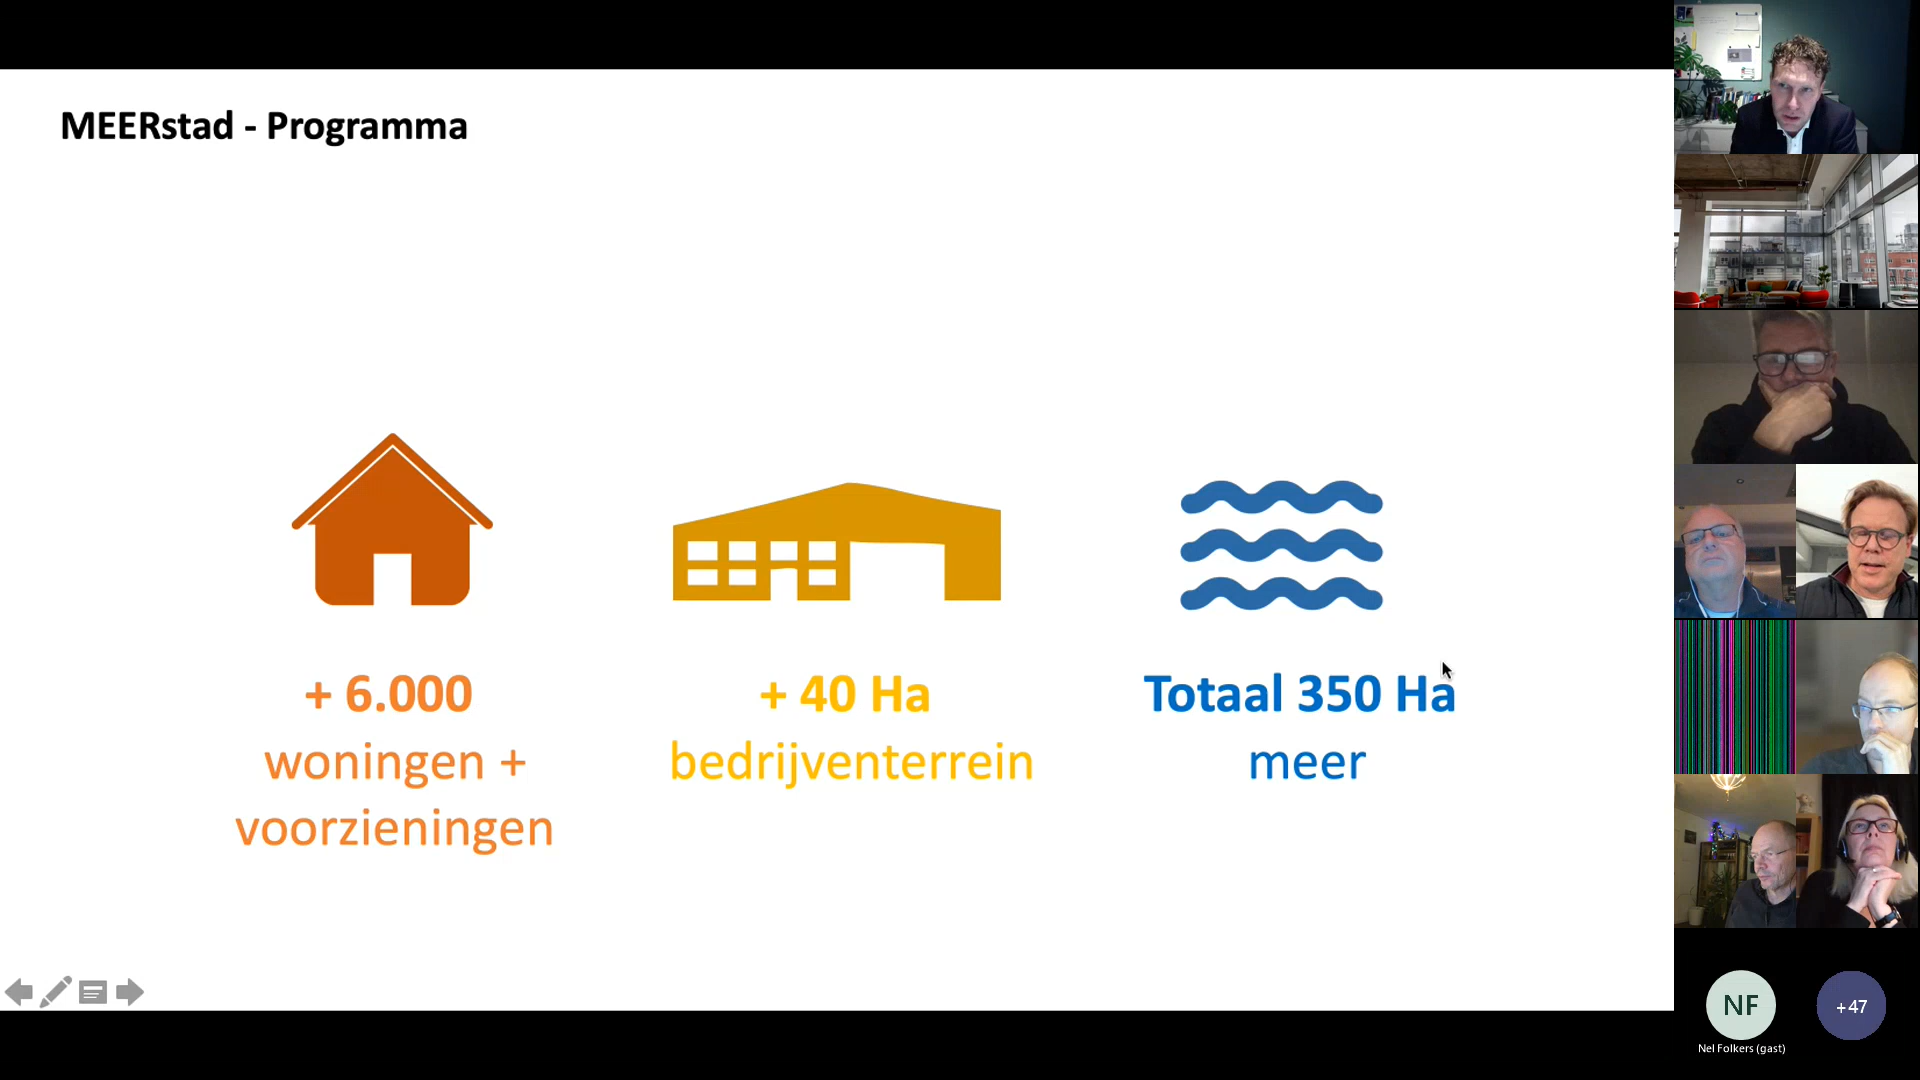 MEERstad - Programma
+ 6.000
woningen +
voorzieningen
+ 40 Ha
bedrijventerrein
Totaal 350 Ha
meer
NF
+47
Nel Folkers (gast)